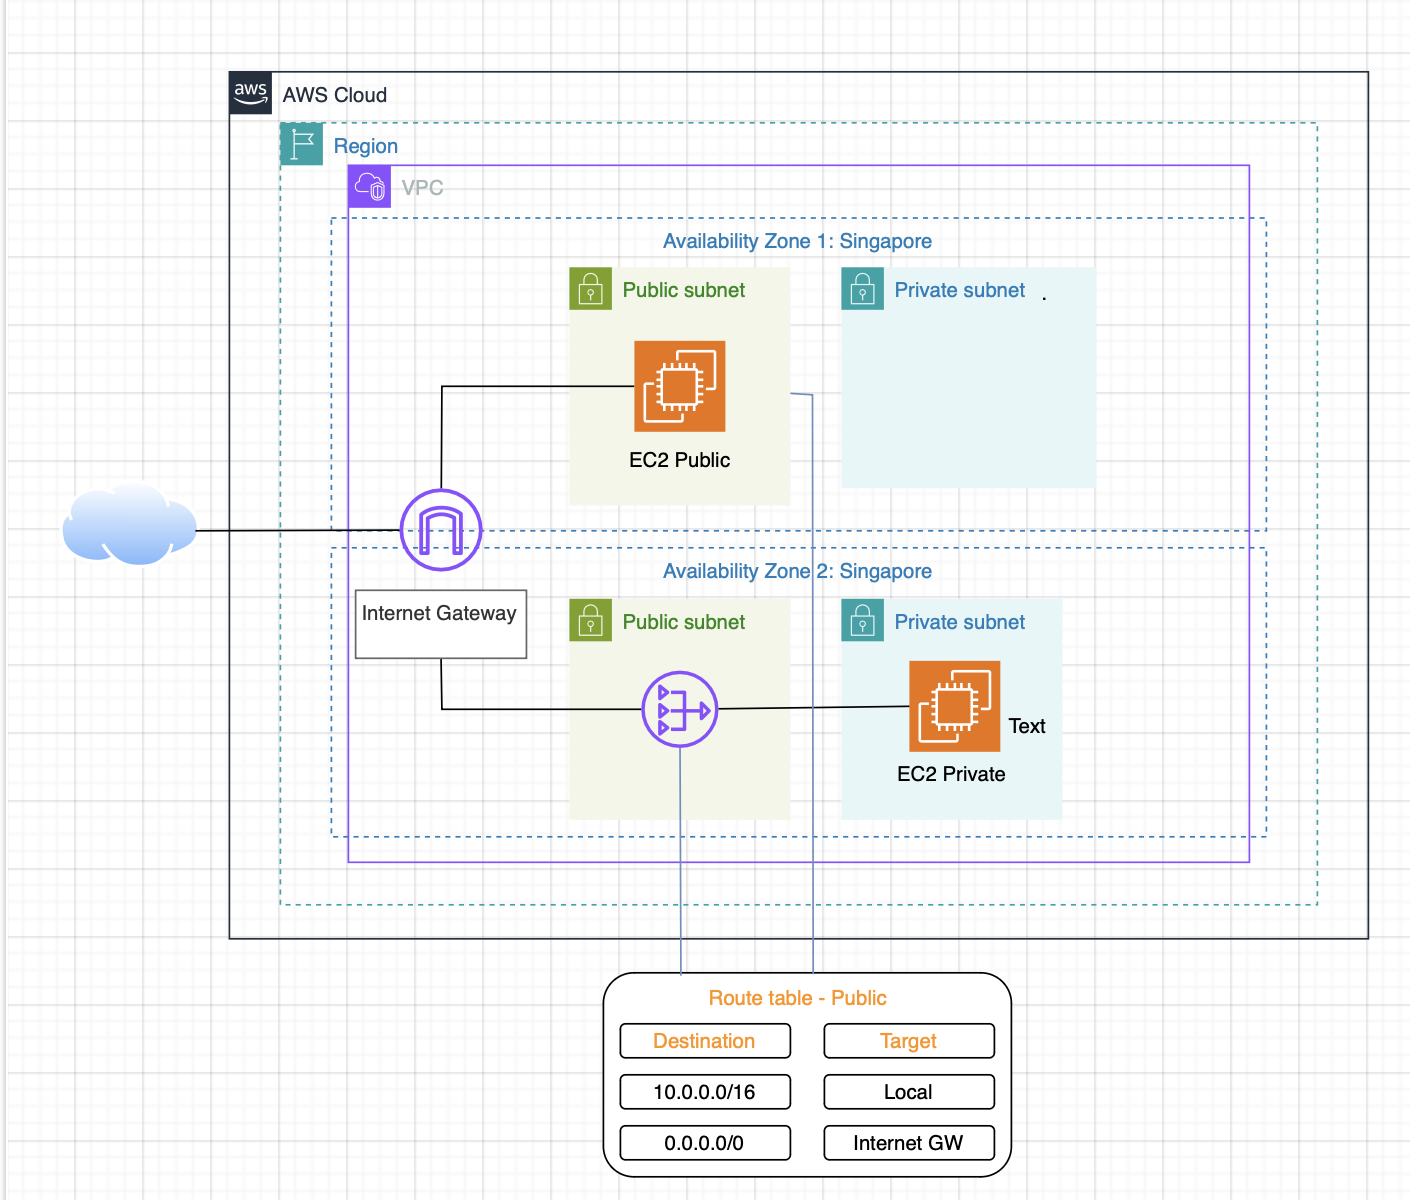 aws
AWS Cloud
Region
VPC
Availability Zone 1: Singapore
Public subnet
Private subnet .
EC2 Public
Internet Gateway
Availability Zone 2: Singapore
Public subnet
Private subnet
Text
EC2 Private
Route table - Public
Destination
Target
10.0.0.0/16
Local
0.0.0.0/0
Internet GW